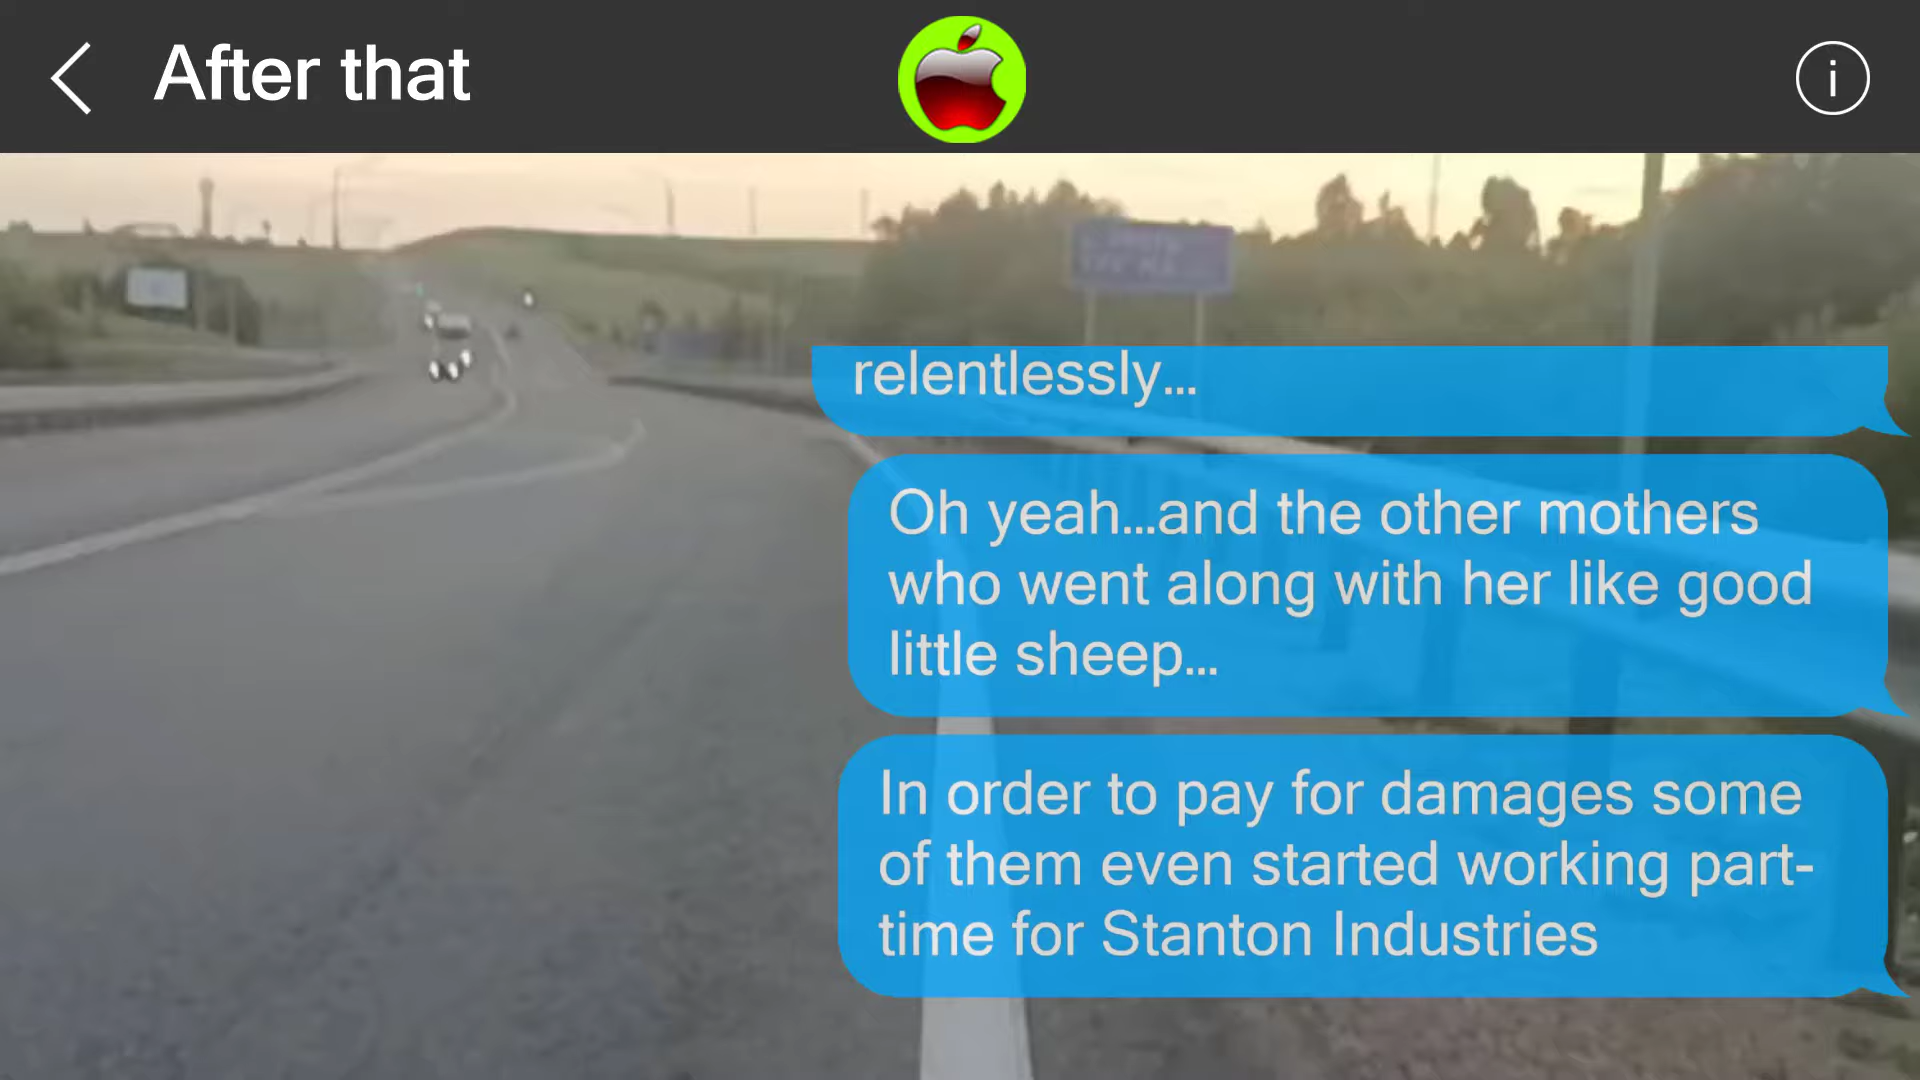 After that
relentlessly...
Oh yeah...and the other mothers
who went along with her like good
little sheep...
In order to pay for damages some
of them even started working part-
time for Stanton Industries